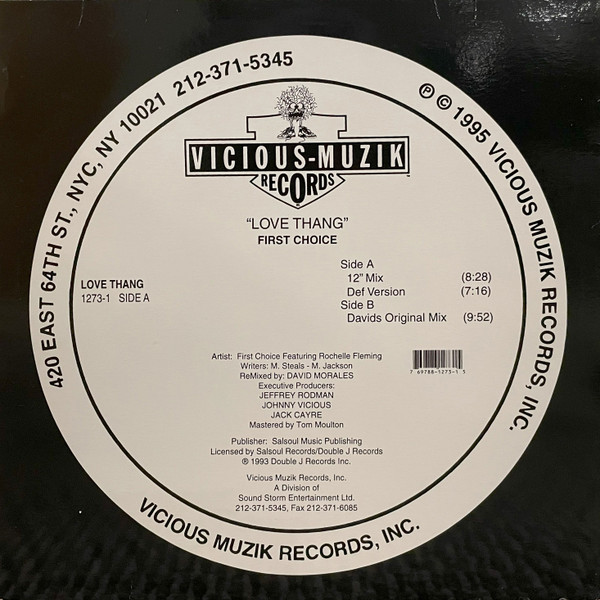 420 EAST 64TH ST., NYC, NY 10021 212-371-5345
℗ © 1995 VICIOUS MUZIK RECORDS, INC.
VICIOUS-MUZIK
RECORDS
"LOVE THANG"
FIRST CHOICE
Side A
12" Mix (8:28)
Def Version (7:16)
Side B
Davids Original Mix (9:52)
LOVE THANG
1273-1 SIDE A
Artist: First Choice Featuring Rochelle Fleming
Writers: M. Steals - M. Jackson
ReMixed by: DAVID MORALES
Executive Producers:
JEFFREY RODMAN
JOHNNY VICIOUS
JACK CAYRE
Mastered by Tom Moulton
7 69788-1273-1 5
Publisher: Salsoul Music Publishing
Licensed by Salsoul Records/Double J Records
® 1993 Double J Records Inc.
Vicious Muzik Records, Inc.
A Division of
Sound Storm Entertainment Ltd.
212-371-5345, Fax 212-371-6085
VICIOUS MUZIK RECORDS, INC.